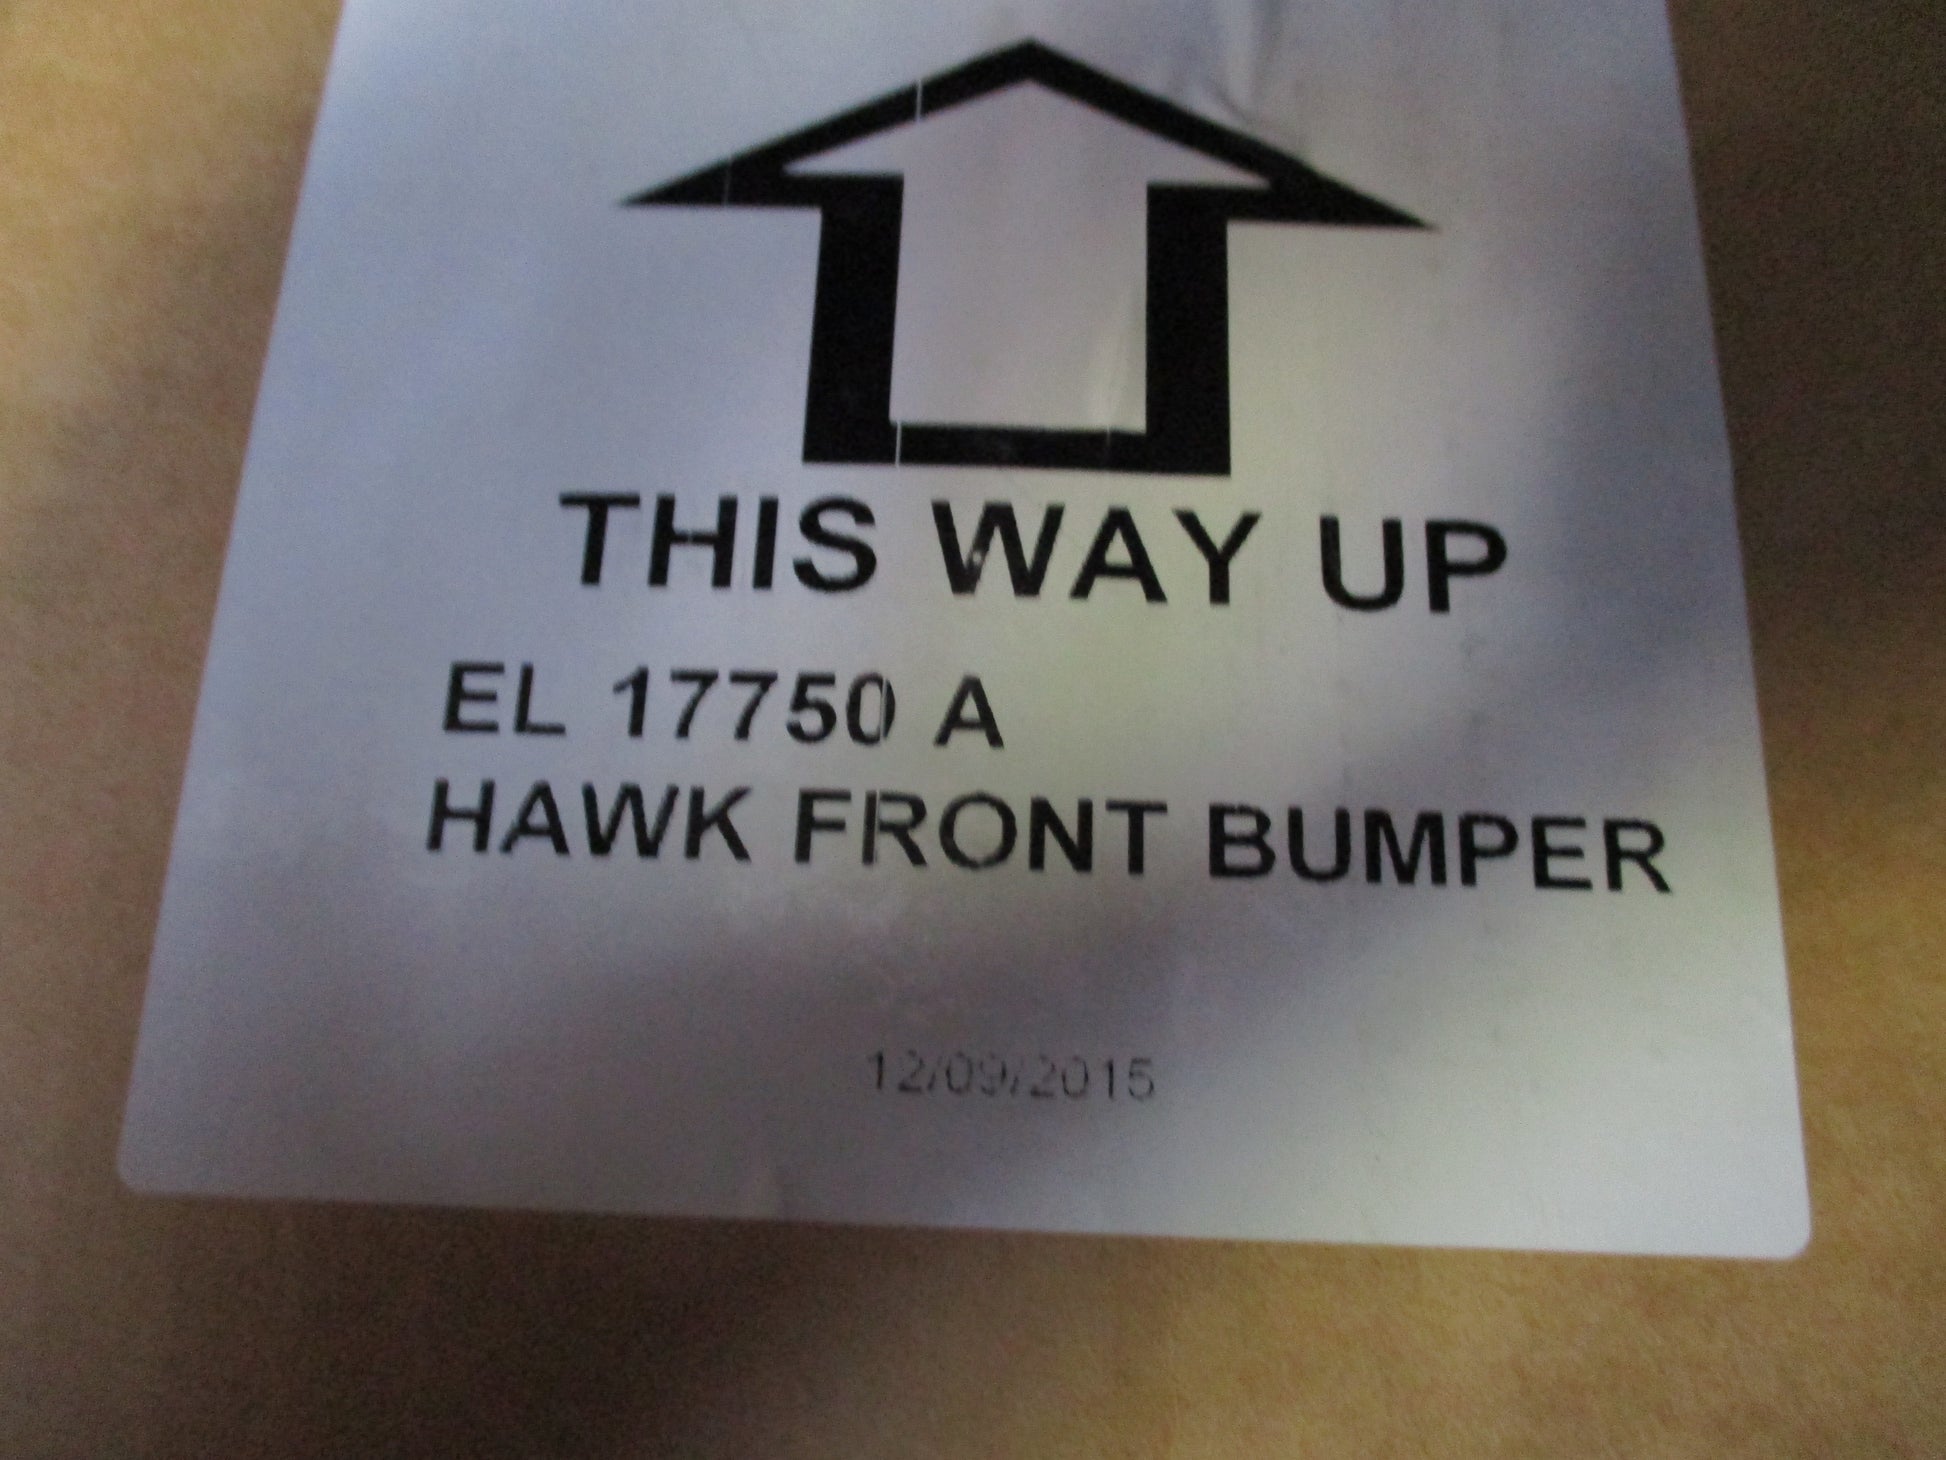 THIS WAY UP
EL 17750 A
HAWK FRONT BUMPER
12/09/2015